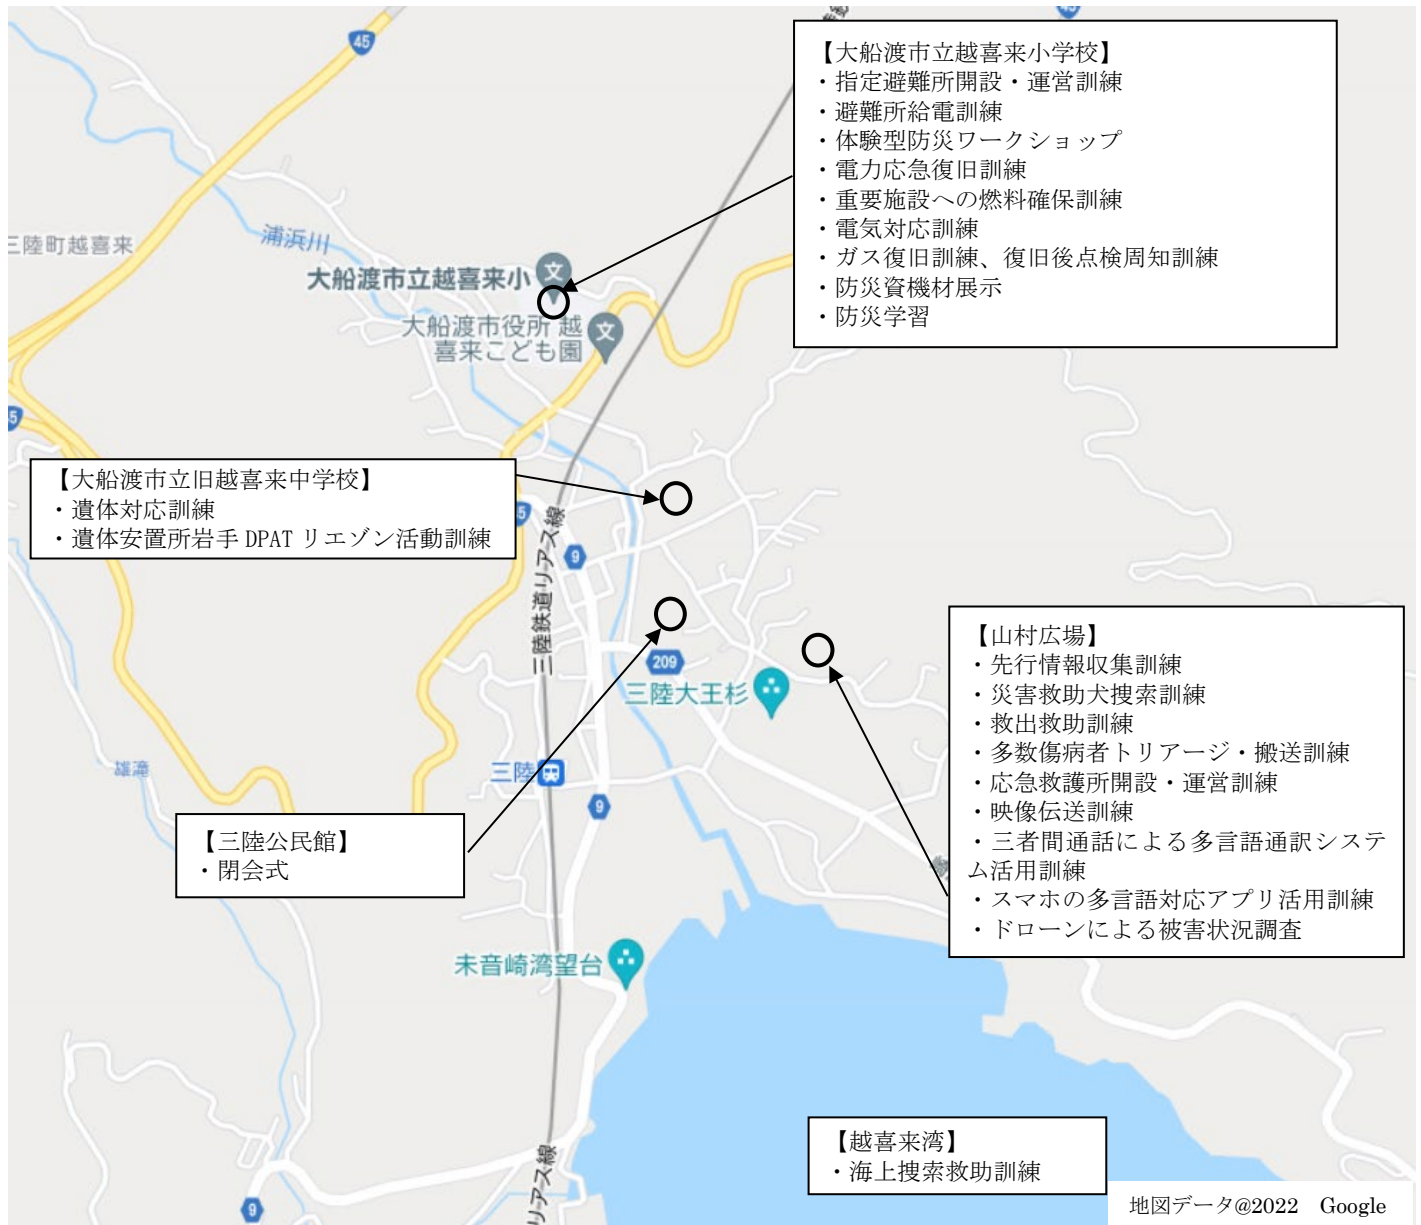 45
45
【大船渡市立越喜来小学校】
・指定避難所開設・運営訓練
・避難所給電訓練
・体験型防災ワークショップ
・電力応急復旧訓練
・重要施設への燃料確保訓練
・電気対応訓練
・ガス復旧訓練、復旧後点検周知訓練
・防災資機材展示
・防災学習
三陸町越喜来
浦浜川
大船渡市立越喜来小
文
大船渡市役所 越
喜来こども園
文
5
【大船渡市立旧越喜来中学校】
・遺体対応訓練
・遺体安置所岩手 DPAT リエゾン活動訓練
5
9
三陸鉄道リアス線
209
三陸大王杉
【山村広場】
・先行情報収集訓練
・災害救助犬捜索訓練
・救出救助訓練
・多数傷病者トリアージ・搬送訓練
・応急救護所開設・運営訓練
・映像伝送訓練
・三者間通話による多言語通訳システ
ム活用訓練
・スマホの多言語対応アプリ活用訓練
・ドローンによる被害状況調査
雄滝
三陸
9
【三陸公民館】
・閉会式
未音崎湾望台
【越喜来湾】
・海上捜索救助訓練
リアス線
9
地図データ@2022 Google